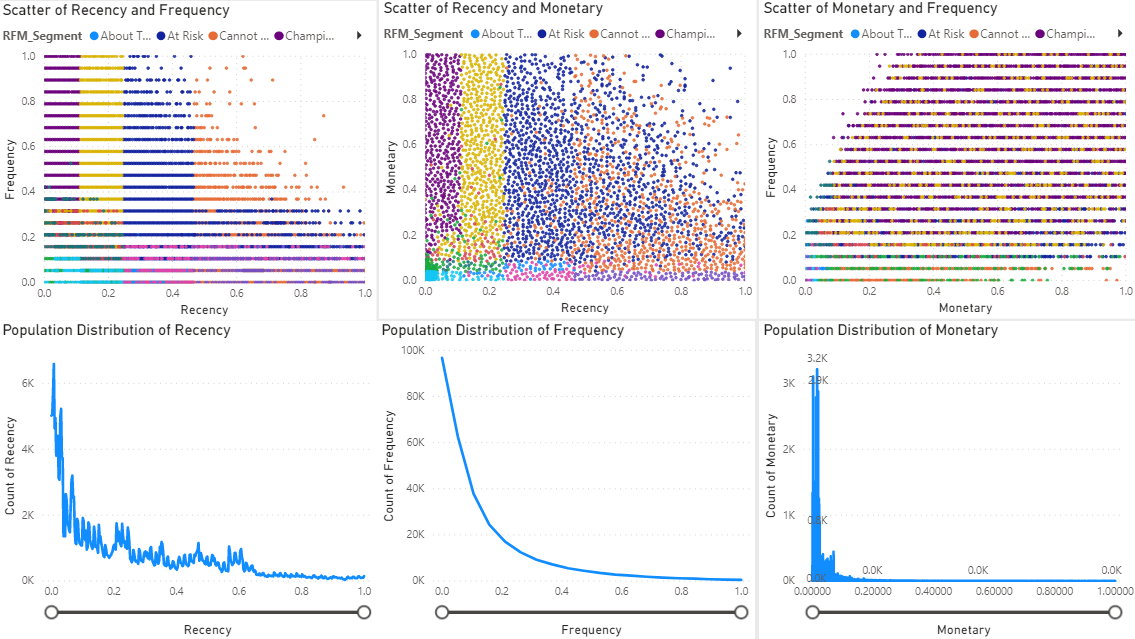 Scatter of Recency and Frequency
RFM_Segment About T... At Risk Cannot ... Champi...
1.0
0.8
0.6
0.4
0.2
0.0
Frequency
0.0 0.2 0.4 0.6 0.8 1.0
Recency
Scatter of Recency and Monetary
RFM_Segment About T... At Risk Cannot ... Champi...
1.0
0.8
0.6
0.4
0.2
0.0
Monetary
0.0 0.2 0.4 0.6 0.8 1.0
Recency
Scatter of Monetary and Frequency
RFM_Segment About T... At Risk Cannot ... Champi...
1.0
0.8
0.6
0.4
0.2
0.0
Frequency
0.0 0.2 0.4 0.6 0.8 1.0
Monetary
Population Distribution of Recency
6K
4K
2K
0K
Count of Recency
0.0 0.2 0.4 0.6 0.8 1.0
Recency
Population Distribution of Frequency
100K
80K
60K
40K
20K
0K
Count of Frequency
0.0 0.2 0.4 0.6 0.8 1.0
Frequency
Population Distribution of Monetary
3.2K
3K
2.9K
2K
1K
0K
Count of Monetary
0.0K 0.0K 0.0K
0.00000 0.20000 0.40000 0.60000 0.80000 1.00000
Monetary